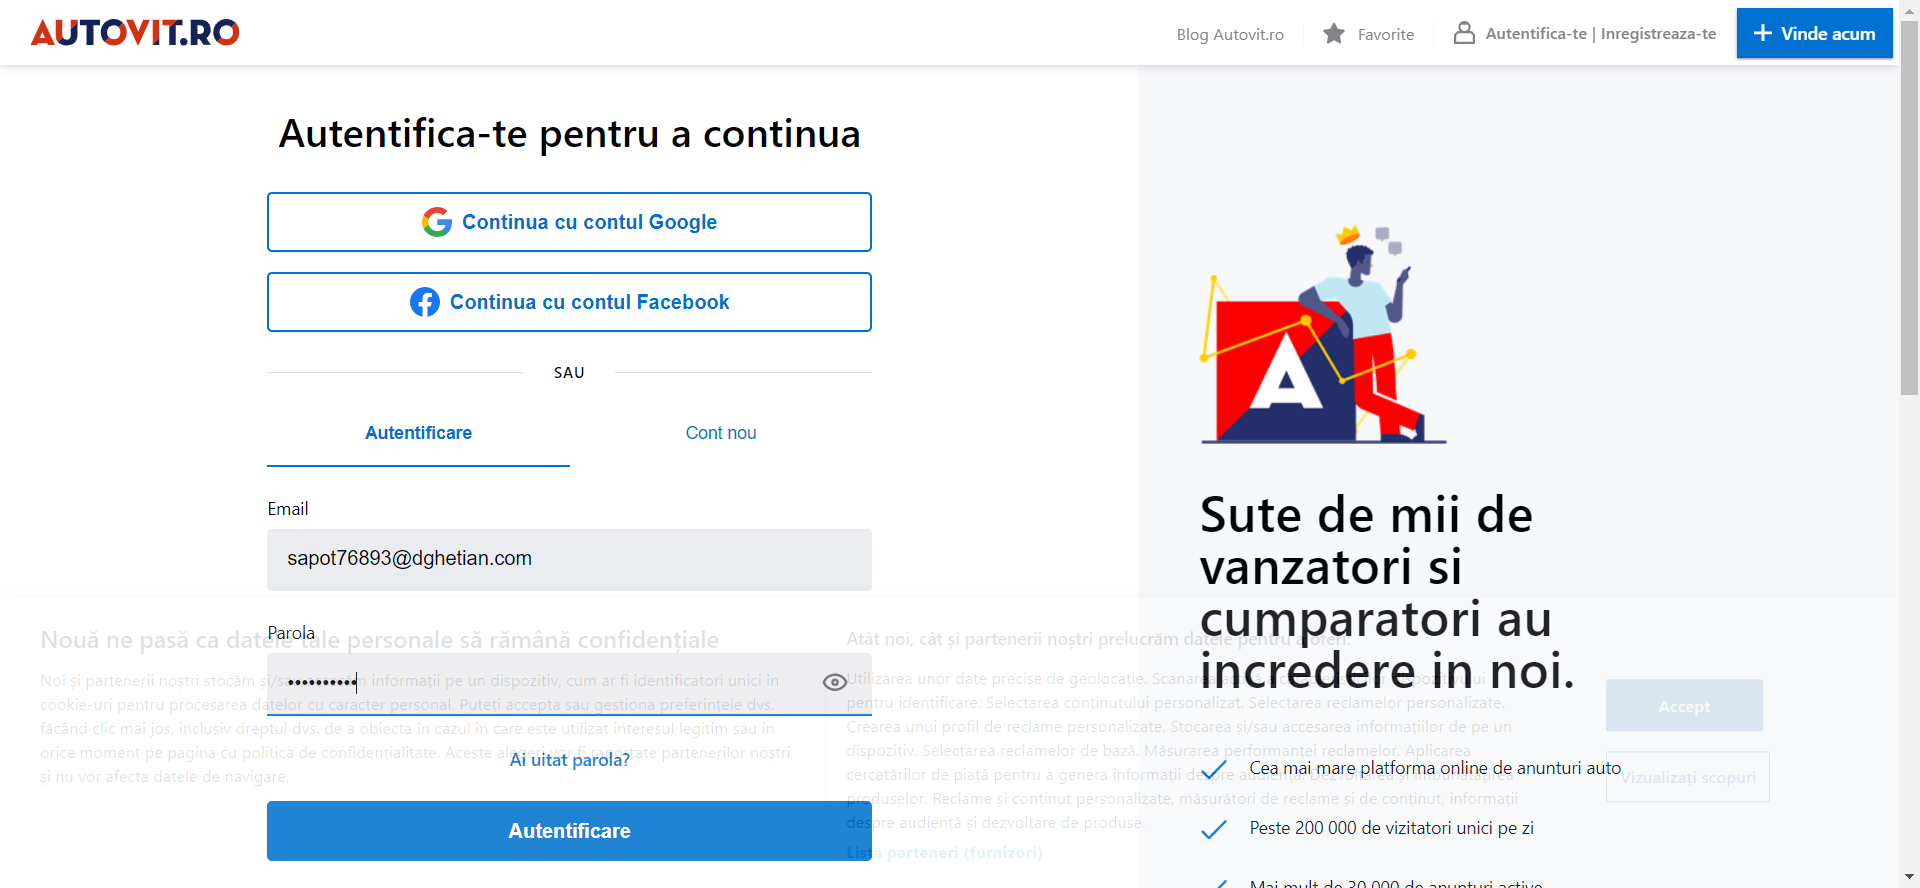 AUTOVIT.RO
Blog Autovit.ro
Favorite
Autentifica-te | Inregistreaza-te
Vinde acum
Autentifica-te pentru a continua
Continua cu contul Google
Continua cu contul Facebook
SAU
Autentificare
Cont nou
Email
sapot76893@dghetian.com
Parola
••••••••••
Ai uitat parola?
Autentificare
A
Sute de mii de
vanzatori si
cumparatori au
incredere in noi.
Cea mai mare platforma online de anunturi auto
Peste 200 000 de vizitatori unici pe zi
Mai mult de 30 000 de anunturi active
Nouă ne pasă ca datele tale personale să rămână confidențiale
Noi și partenerii noștri stocăm informații pe un dispozitiv, cum ar fi identificatori unici în
cookie-uri pentru procesarea datelor cu caracter personal. Puteți accepta sau gestiona preferințele dvs.
făcând clic mai jos, inclusiv dreptul dvs. de a obiecta în cazul în care este utilizat interesul legitim sau în
orice moment pe pagina cu politica de confidențialitate. Aceste alegeri vor fi raportate partenerilor noștri
și nu vor afecta datele de navigare.
Atât noi, cât și partenerii noștri prelucrăm datele pentru a oferi:
Utilizarea unor date precise de geolocație. Scanarea activă a caracteristicilor dispozitivului
pentru identificare. Selectarea conținutului personalizat. Selectarea reclamelor personalizate.
Crearea unui profil de reclame personalizate. Stocarea și/sau accesarea informațiilor de pe un
dispozitiv. Selectarea reclamelor de bază. Măsurarea performanței reclamelor. Aplicarea
cercetărilor de piață pentru a genera informații despre audiență. Dezvoltarea și îmbunătățirea
produselor. Reclame și conținut personalizate, măsurători de reclame și de conținut, informații
despre audiență și dezvoltare de produse.
Listă parteneri (furnizori)
Accept
Vizualizați scopuri